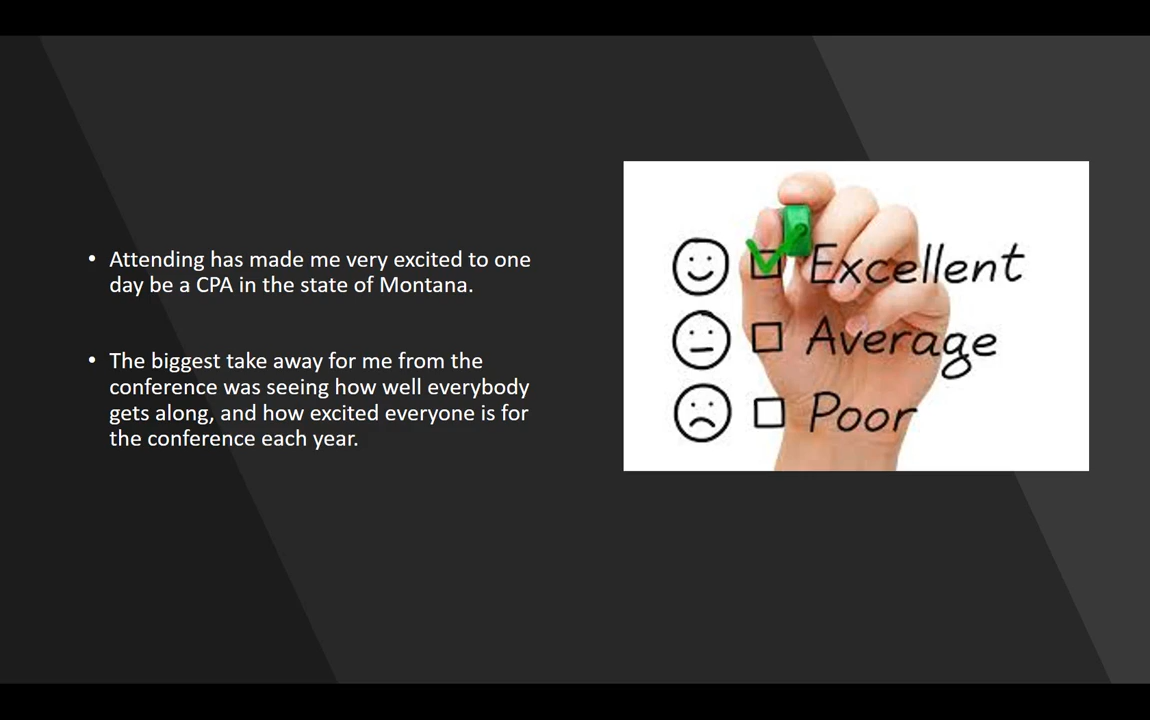 • Attending has made me very excited to one
day be a CPA in the state of Montana.
• The biggest take away for me from the
conference was seeing how well everybody
gets along, and how excited everyone is for
the conference each year.
Excellent
Average
Poor